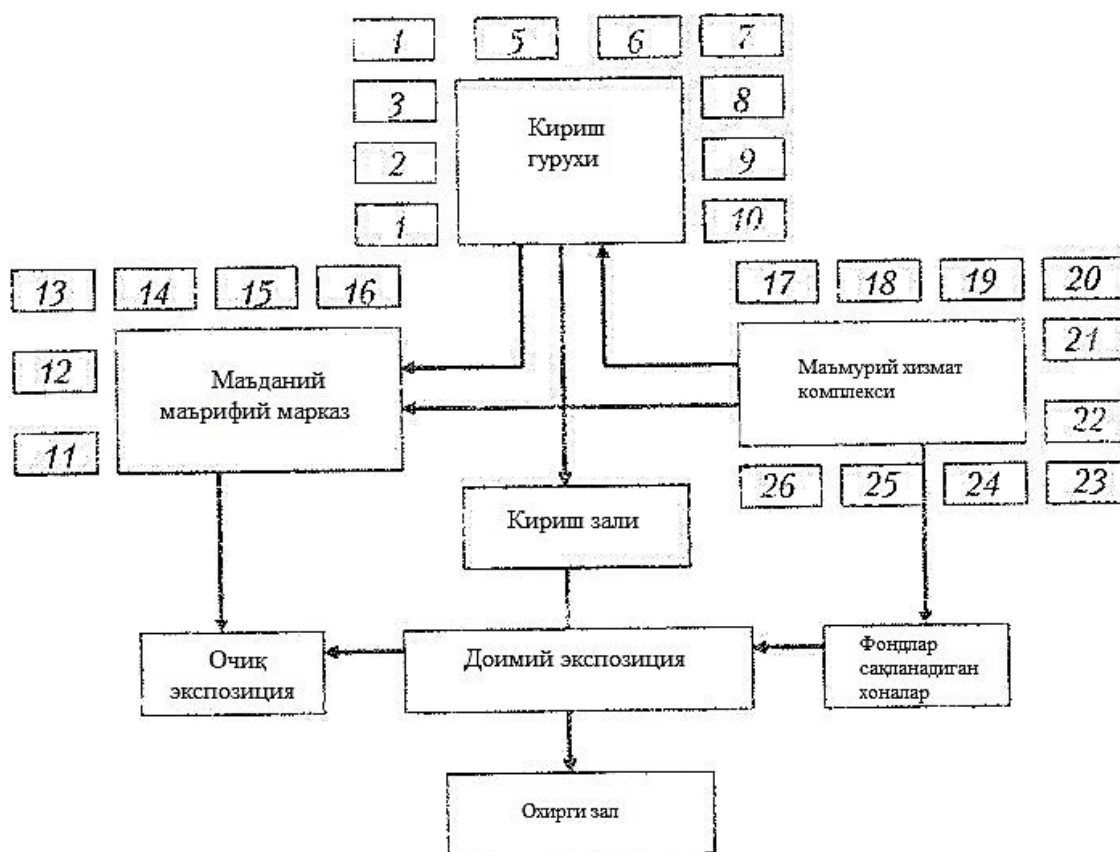 1 5 6 7
3 8
Кириш
гурухи
2 9
1 10
13 14 15 16 17 18 19 20
12 21
Маъданий
маърифий марказ
Маъмурий хизмат
комплекси
11 22
26 25 24 23
Кириш зали
Очиқ
экспозиция
Доимий экспозиция
Фондлар
сақланадиган
хоналар
Охирги зал